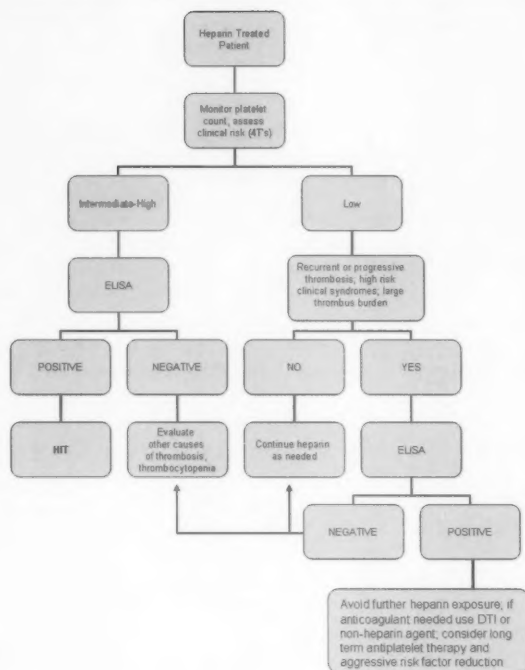 Heparin Treated
Patient
Monitor platelet
count, assess
clinical risk (4T's)
Intermediate-High
Low
ELISA
Recurrent or progressive
thrombosis; high risk
clinical syndromes; large
thrombus burden
POSITIVE
NEGATIVE
NO
YES
HIT
Evaluate
other causes
of thrombosis,
thrombocytopenia
Continue heparin
as needed
ELISA
NEGATIVE
POSITIVE
Avoid further heparin exposure; if
anticoagulant needed use DTI or
non-heparin agent; consider long
term antiplatelet therapy and
aggressive risk factor reduction